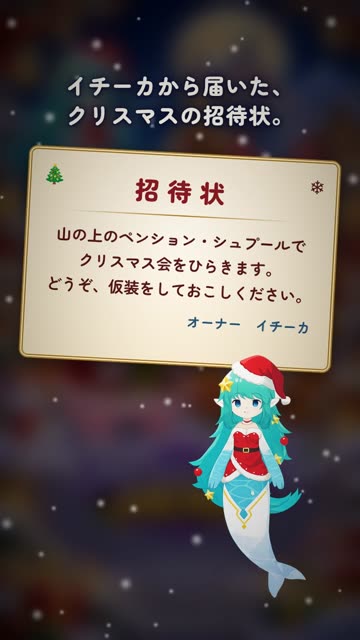 イチーカから届いた、
クリスマスの招待状。
招待状
山の上のペンション・シュプールで
クリスマス会をひらきます。
どうぞ、仮装をしておこしください。
オーナー　イチーカ